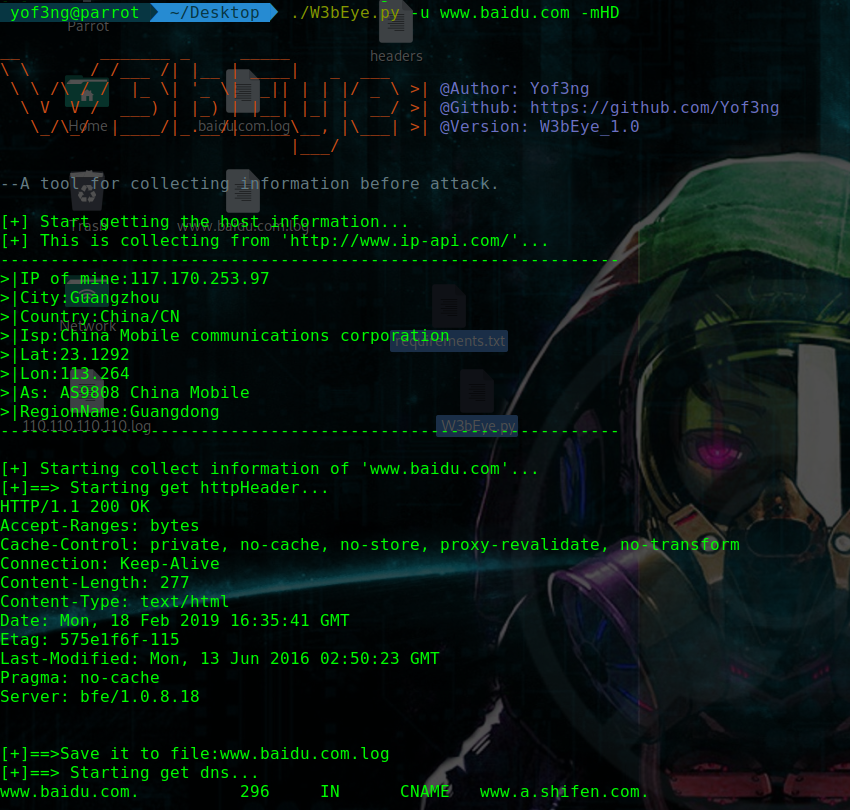 yof3ng@parrot ~/Desktop ./W3bEye.py -u www.baidu.com -mHD
Parrot
headers
@Author: Yof3ng
@Github: https://github.com/Yof3ng
@Version: W3bEye_1.0
Home
baidu.com.log
--A tool for collecting information before attack.
Trash
www.baidu.com.log
[+] Start getting the host information...
[+] This is collecting from 'http://www.ip-api.com/'...
--------------------------------------------------------------
>|IP of mine:117.170.253.97
>|City:Guangzhou
>|Country:China/CN
Network
>|Isp:China Mobile communications corporation
requirements.txt
>|Lat:23.1292
>|Lon:113.264
>|As: AS9808 China Mobile
>|RegionName:Guangdong
110.110.110.110.log
W3bEye.py
--------------------------------------------------------------
[+] Starting collect information of 'www.baidu.com'...
[+]==> Starting get httpHeader...
HTTP/1.1 200 OK
Accept-Ranges: bytes
Cache-Control: private, no-cache, no-store, proxy-revalidate, no-transform
Connection: Keep-Alive
Content-Length: 277
Content-Type: text/html
Date: Mon, 18 Feb 2019 16:35:41 GMT
Etag: 575e1f6f-115
Last-Modified: Mon, 13 Jun 2016 02:50:23 GMT
Pragma: no-cache
Server: bfe/1.0.8.18
[+]==>Save it to file:www.baidu.com.log
[+]==> Starting get dns...
www.baidu.com. 296 IN CNAME www.a.shifen.com.